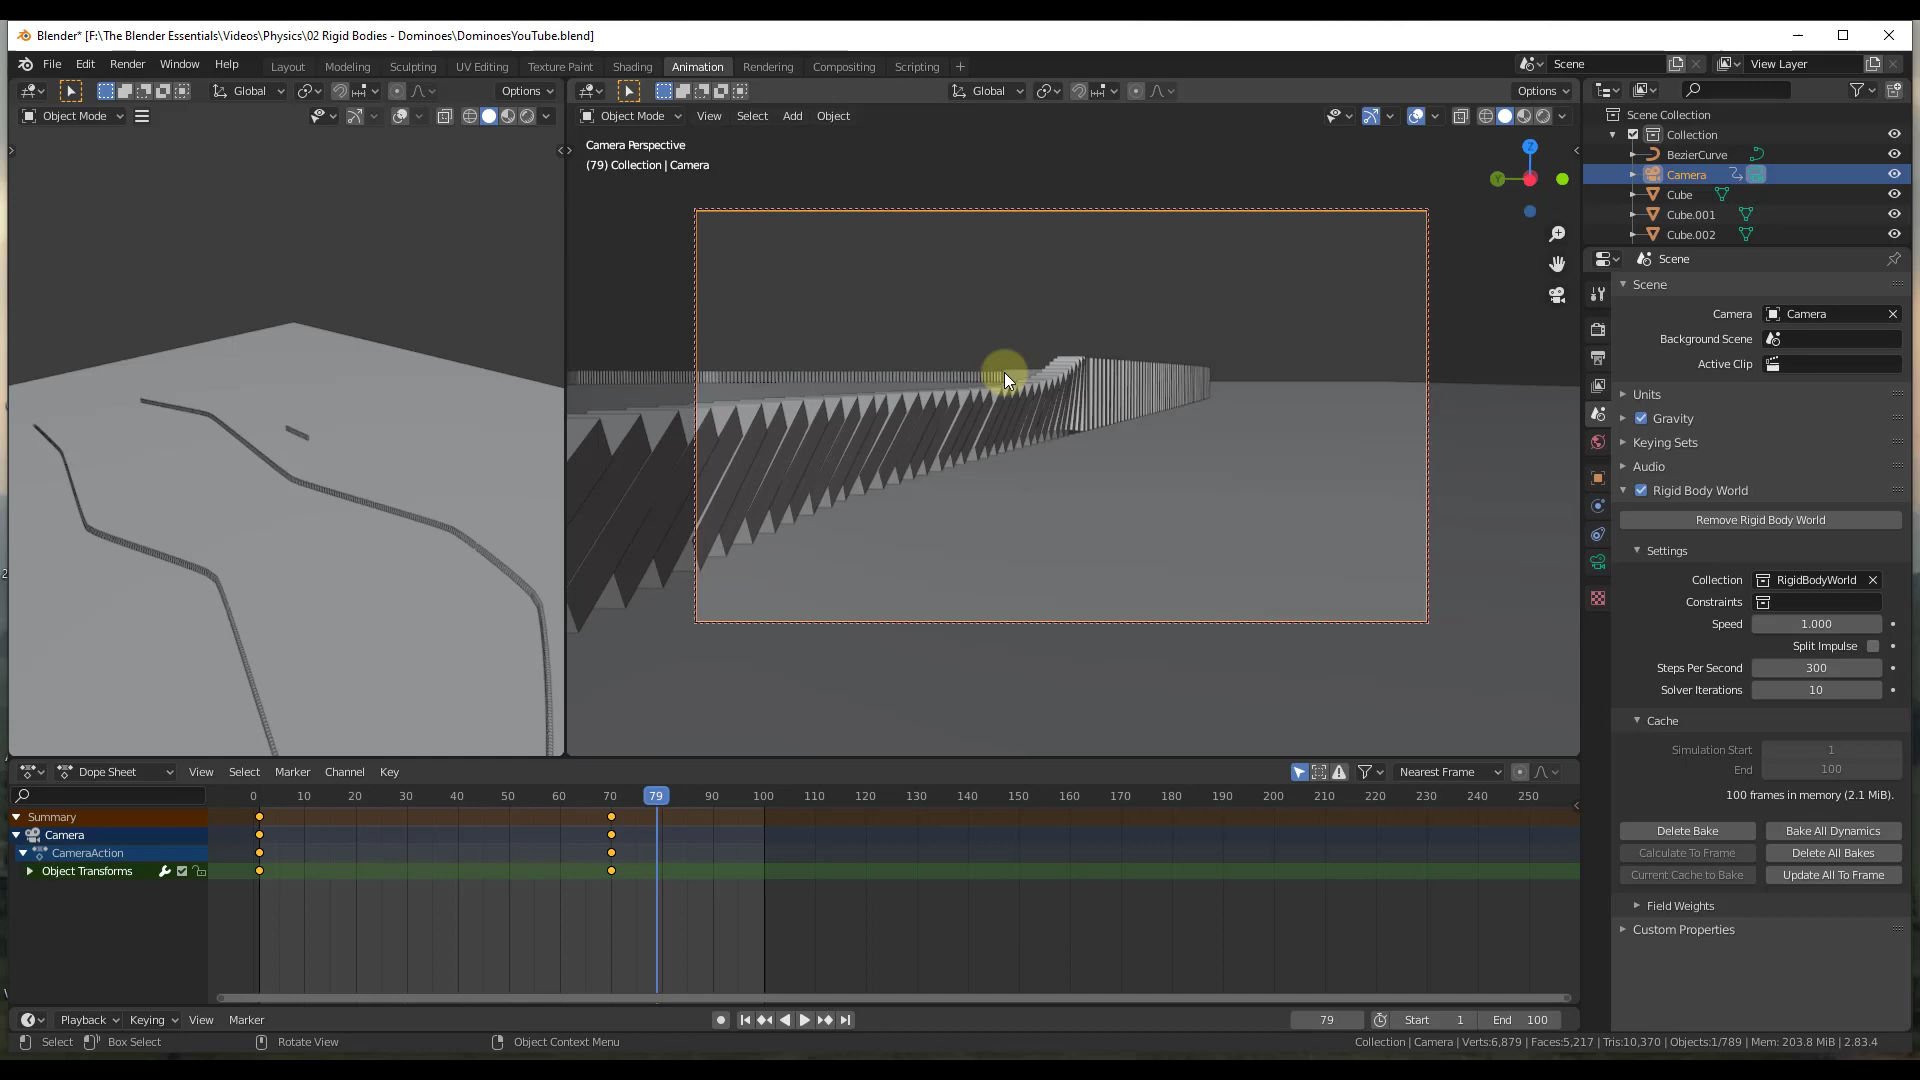 Blender* [F:\The Blender Essentials\Videos\Physics\02 Rigid Bodies - Dominoes\DominoesYouTube.blend]
File Edit Render Window Help Layout Modeling Sculpting UV Editing Texture Paint Shading Animation Rendering Compositing Scripting + Scene View Layer
Global Options Global Options
Object Mode Object Mode View Select Add Object
Camera Perspective
(79) Collection | Camera
Z
Y
Scene Collection
Collection
BezierCurve
Camera
Cube
Cube.001
Cube.002
Scene
Scene
Camera Camera
Background Scene
Active Clip
Units
Gravity
Keying Sets
Audio
Rigid Body World
Remove Rigid Body World
Settings
Collection RigidBodyWorld
Constraints
Speed 1.000
Split Impulse
Steps Per Second 300
Solver Iterations 10
Cache
Simulation Start 1
End 100
100 frames in memory (2.1 MiB).
Delete Bake Bake All Dynamics
Calculate To Frame Delete All Bakes
Current Cache to Bake Update All To Frame
Field Weights
Custom Properties
Dope Sheet View Select Marker Channel Key Nearest Frame
0 10 20 30 40 50 60 70 79 90 100 110 120 130 140 150 160 170 180 190 200 210 220 230 240 250
Summary
Camera
CameraAction
Object Transforms
Playback Keying View Marker 79 Start 1 End 100
Select Box Select Rotate View Object Context Menu Collection | Camera | Verts:6,879 | Faces:5,217 | Tris:10,370 | Objects:1/789 | Mem: 203.8 MiB | 2.83.4